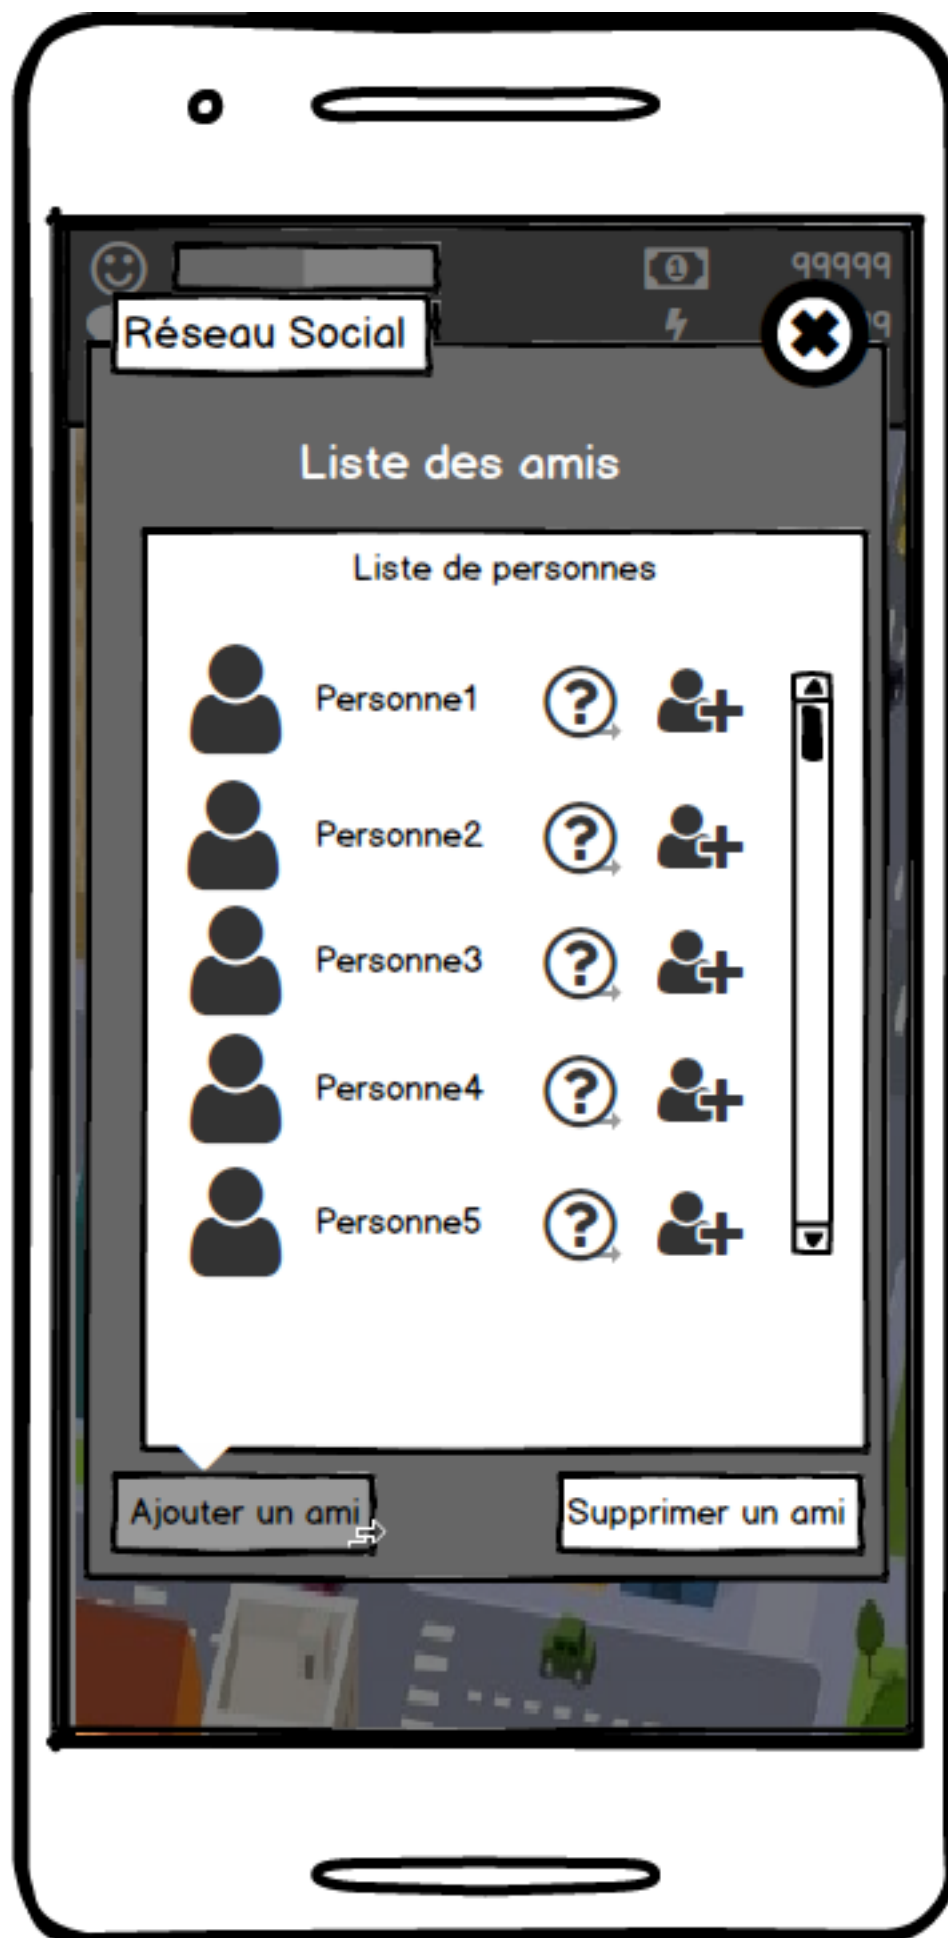 99999
Réseau Social
Liste des amis
Liste de personnes
Personne1
Personne2
Personne3
Personne4
Personne5
Ajouter un ami
Supprimer un ami